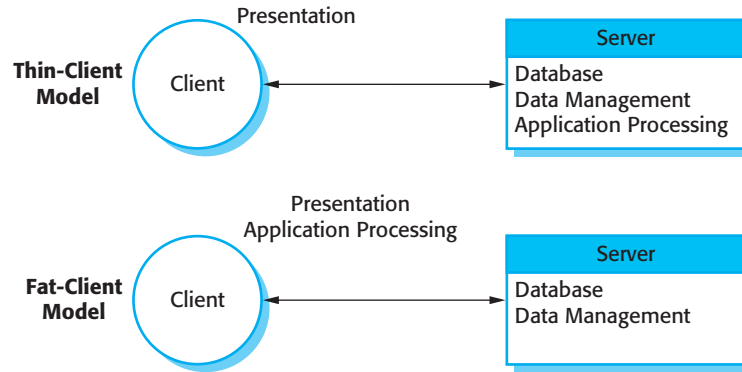 Presentation
Thin-Client
Model
Client
Server
Database
Data Management
Application Processing
Presentation
Application Processing
Fat-Client
Model
Client
Server
Database
Data Management